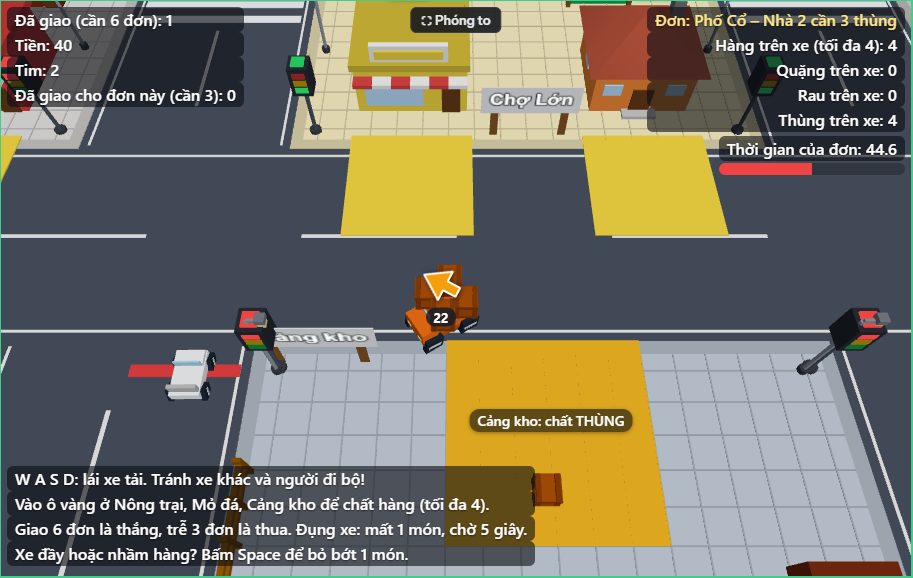 Đã giao (cần 6 đơn): 1
Tiền: 40
Tim: 2
Đã giao cho đơn này (cần 3): 0
Phóng to
Đơn: Phố Cổ – Nhà 2 cần 3 thùng
Hàng trên xe (tối đa 4): 4
Quặng trên xe: 0
Rau trên xe: 0
Thùng trên xe: 4
Thời gian của đơn: 44.6
Chợ Lớn
22
ảng kho
Cảng kho: chất THÙNG
W A S D: lái xe tải. Tránh xe khác và người đi bộ!
Vào ô vàng ở Nông trại, Mỏ đá, Cảng kho để chất hàng (tối đa 4).
Giao 6 đơn là thắng, trễ 3 đơn là thua. Đụng xe: mất 1 món, chờ 5 giây.
Xe đầy hoặc nhầm hàng? Bấm Space để bỏ bớt 1 món.